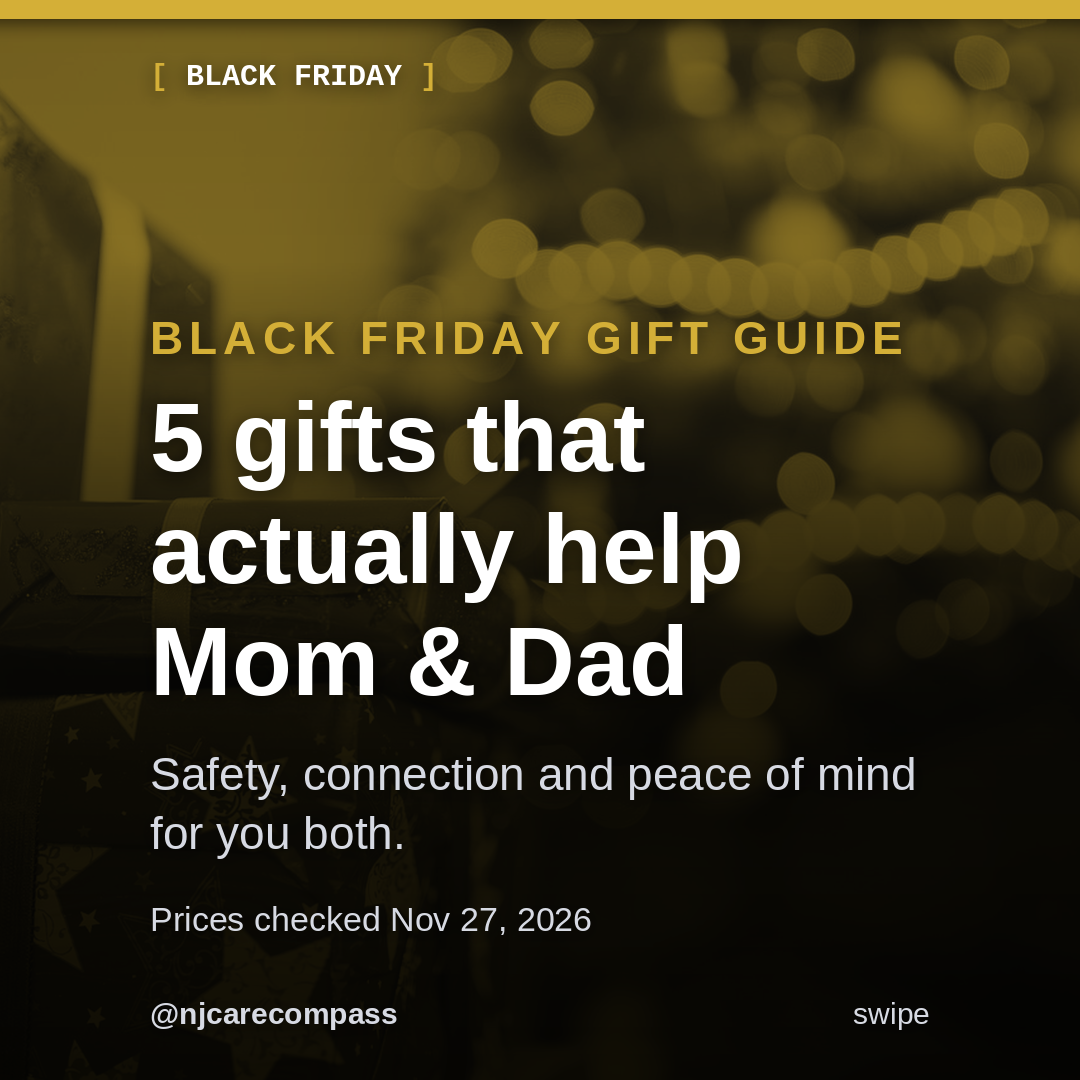 [ BLACK FRIDAY ]
BLACK FRIDAY GIFT GUIDE
5 gifts that
actually help
Mom & Dad
Safety, connection and peace of mind
for you both.
Prices checked Nov 27, 2026
@njcarecompass
swipe